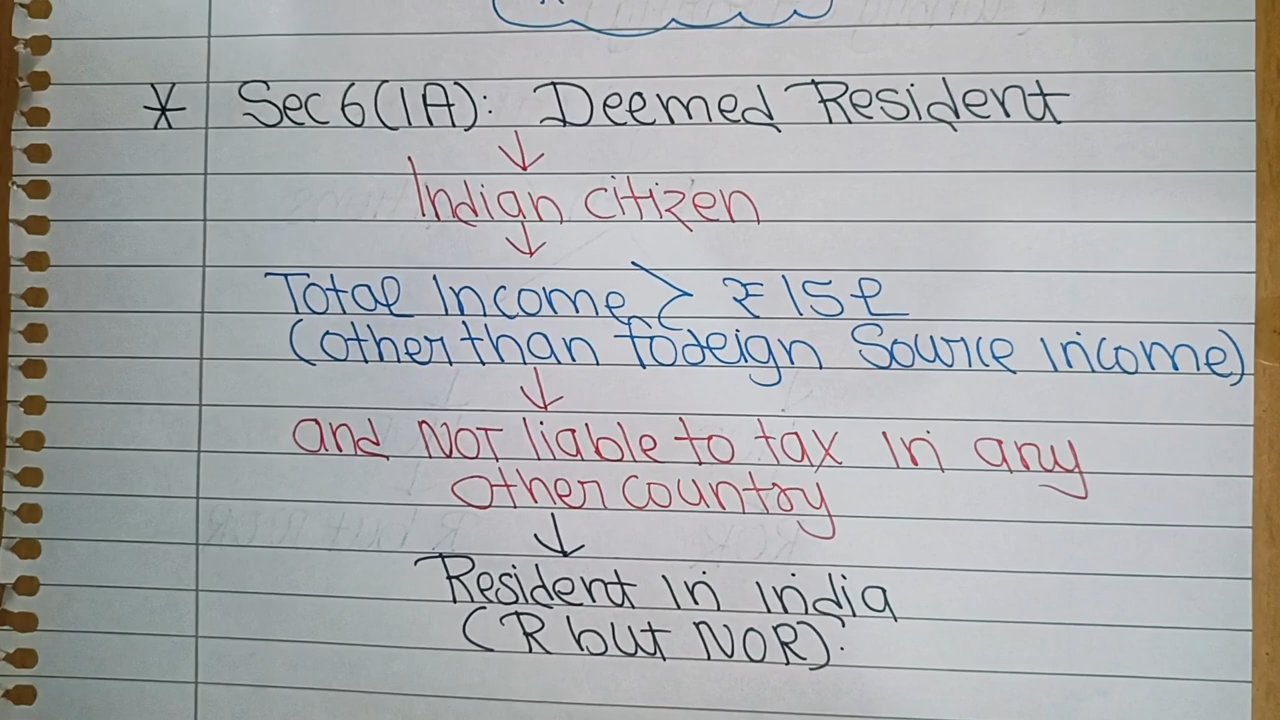 * Sec 6(1A): Deemed Resident
↓
Indian citizen
↓
Total Income > ₹15L
(other than foreign Source income)
↓
and NOT liable to tax in any
other country
↓
Resident in india
(R but NOR).